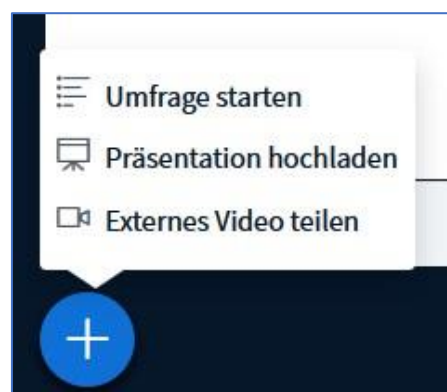 Umfrage starten
Präsentation hochladen
Externes Video teilen